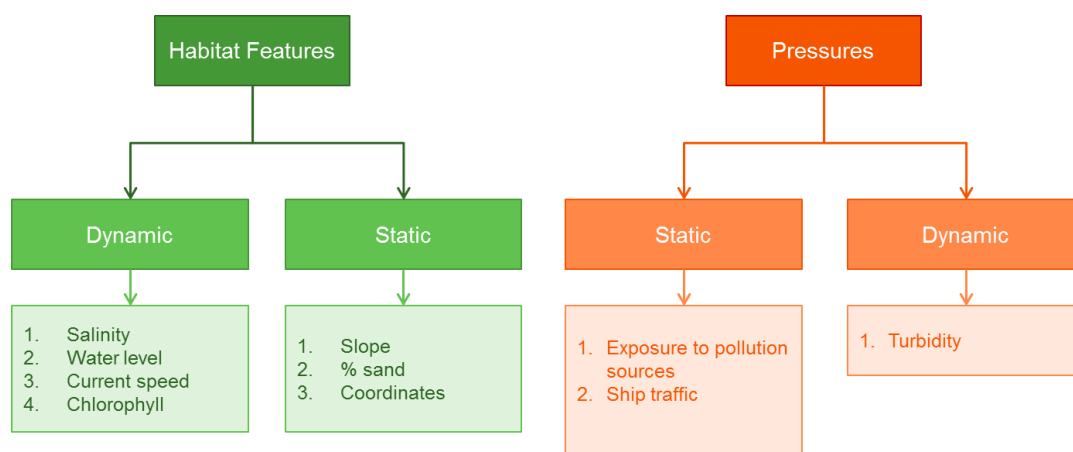 Habitat Features
Pressures
Dynamic
Static
Static
Dynamic
1. Salinity
2. Water level
3. Current speed
4. Chlorophyll
1. Slope
2. % sand
3. Coordinates
1. Exposure to pollution
sources
2. Ship traffic
1. Turbidity